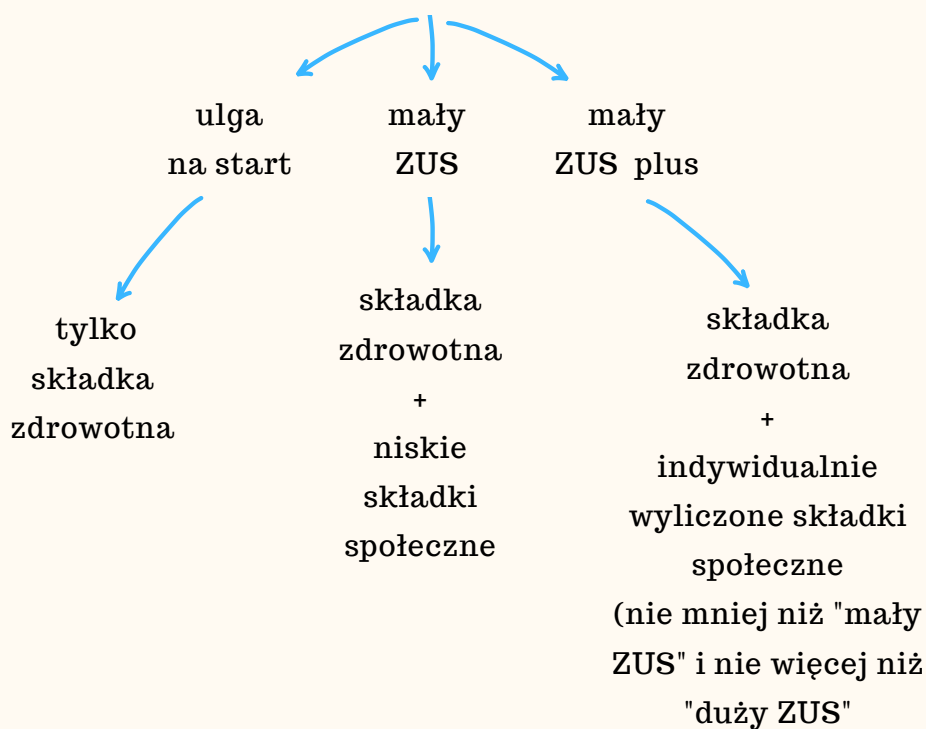 ulga
na start
mały
ZUS
mały
ZUS plus
tylko
składka
zdrowotna
składka
zdrowotna
+
niskie
składki
społeczne
składka
zdrowotna
+
indywidualnie
wyliczone składki
społeczne
(nie mniej niż "mały
ZUS" i nie więcej niż
"duży ZUS"